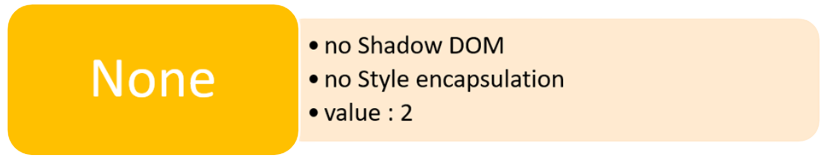 None
• no Shadow DOM
• no Style encapsulation
• value : 2